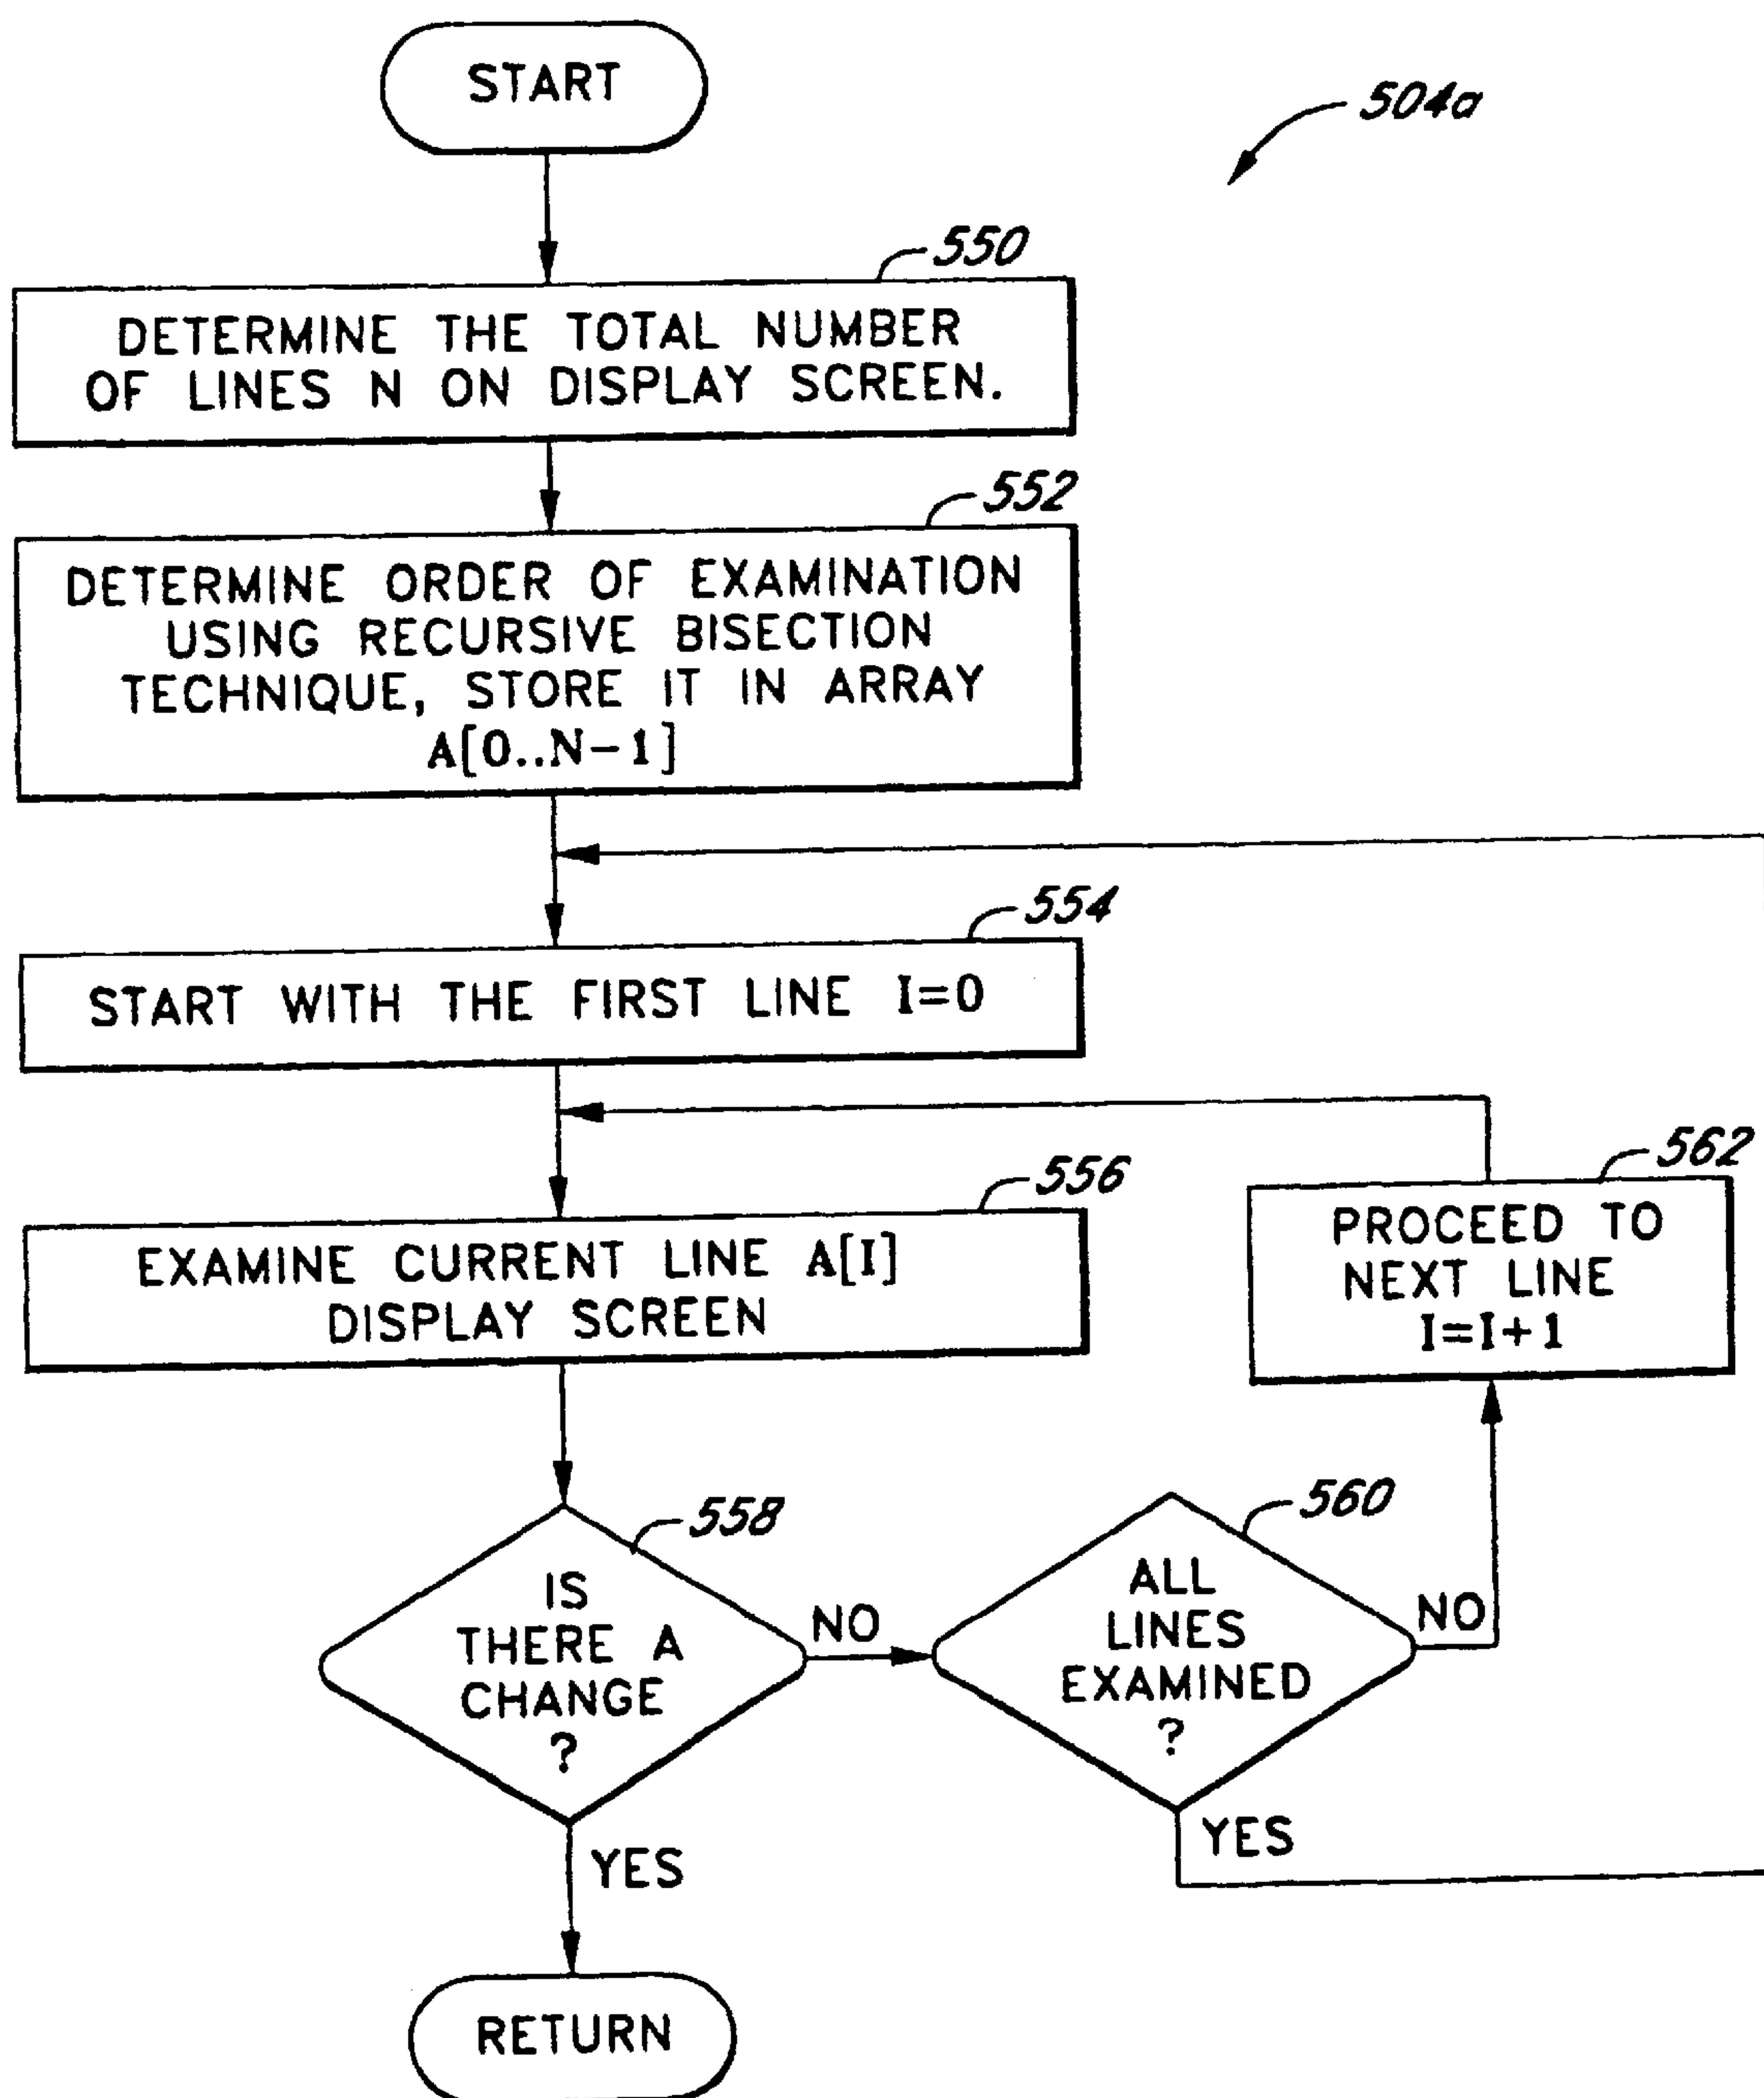 START
504a
550
DETERMINE THE TOTAL NUMBER
OF LINES N ON DISPLAY SCREEN.
552
DETERMINE ORDER OF EXAMINATION
USING RECURSIVE BISECTION
TECHNIQUE, STORE IT IN ARRAY
A[0..N-1]
554
START WITH THE FIRST LINE I=0
556
EXAMINE CURRENT LINE A[I]
DISPLAY SCREEN
562
PROCEED TO
NEXT LINE
I=I+1
558
IS
THERE A
CHANGE
?
NO
560
ALL
LINES
EXAMINED
?
NO
YES
YES
RETURN